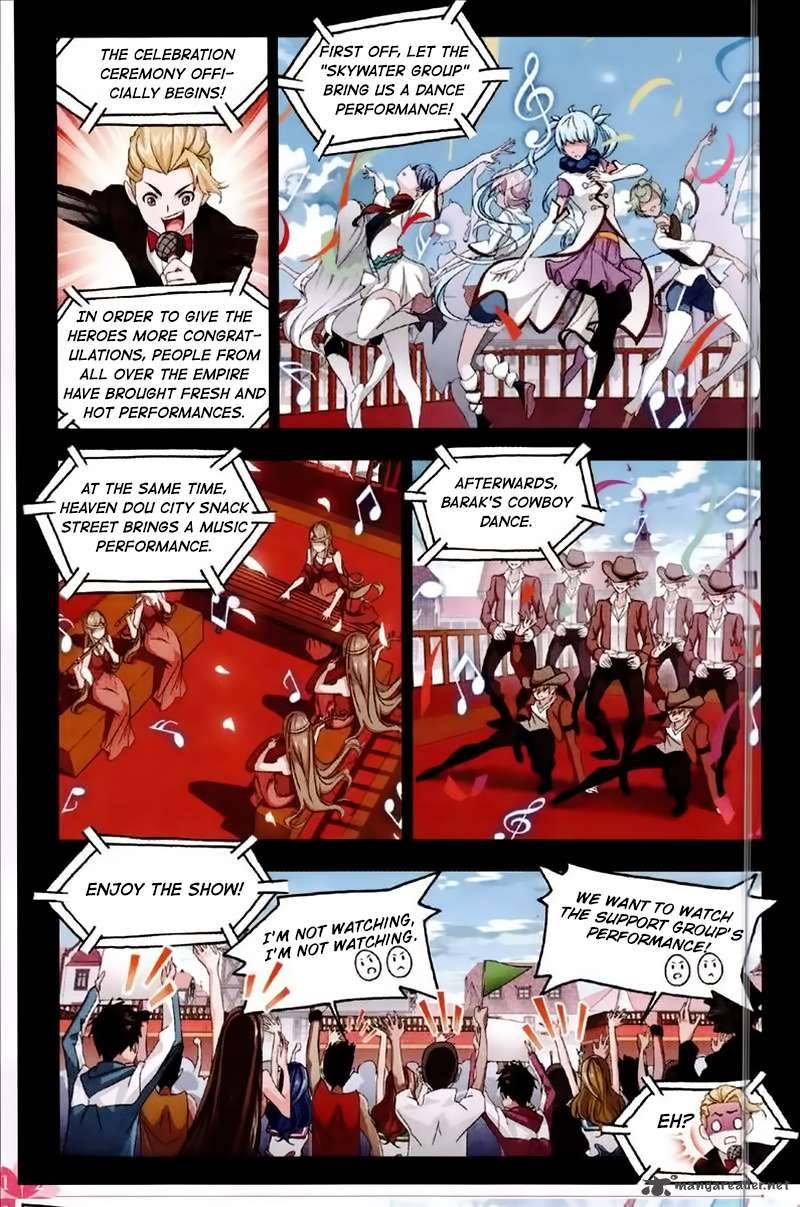 THE CELEBRATION
CEREMONY OFFI-
CIALLY BEGINS!
IN ORDER TO GIVE THE
HEROES MORE CONGRAT-
ULATIONS, PEOPLE FROM
ALL OVER THE EMPIRE
HAVE BROUGHT FRESH AND
HOT PERFORMANCES.
FIRST OFF, LET THE
"SKYWATER GROUP"
BRING US A DANCE
PERFORMANCE!
AT THE SAME TIME,
HEAVEN DOU CITY SNACK
STREET BRINGS A MUSIC
PERFORMANCE.
AFTERWARDS,
BARAK'S COWBOY
DANCE.
ENJOY THE SHOW!
I'M NOT WATCHING,
I'M NOT WATCHING.
WE WANT TO WATCH
THE SUPPORT GROUP'S
PERFORMANCE!
EH?
mangareader.net